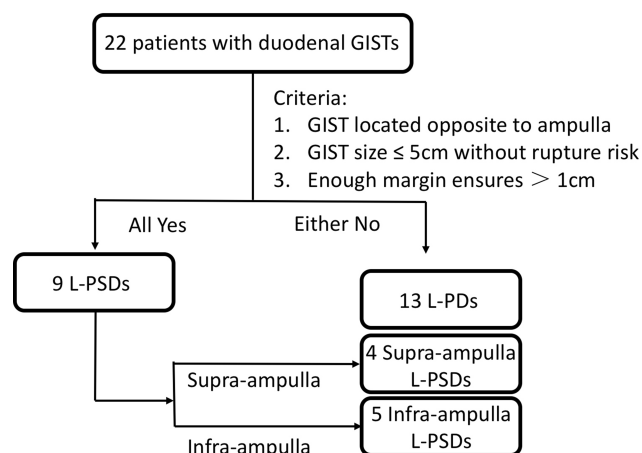 22 patients with duodenal GISTs
Criteria:
1. GIST located opposite to ampulla
2. GIST size ≤ 5cm without rupture risk
3. Enough margin ensures ＞ 1cm
All Yes
Either No
9 L-PSDs
13 L-PDs
Supra-ampulla
4 Supra-ampulla
L-PSDs
Infra-ampulla
5 Infra-ampulla
L-PSDs